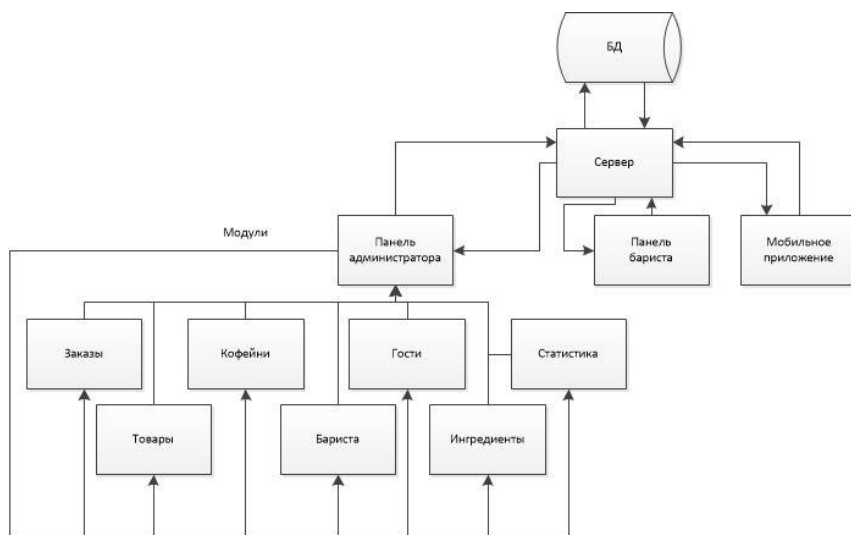 БД
Сервер
Модули
Панель
администратора
Панель
бариста
Мобильное
приложение
Заказы
Кофейни
Гости
Статистика
Товары
Бариста
Ингредиенты